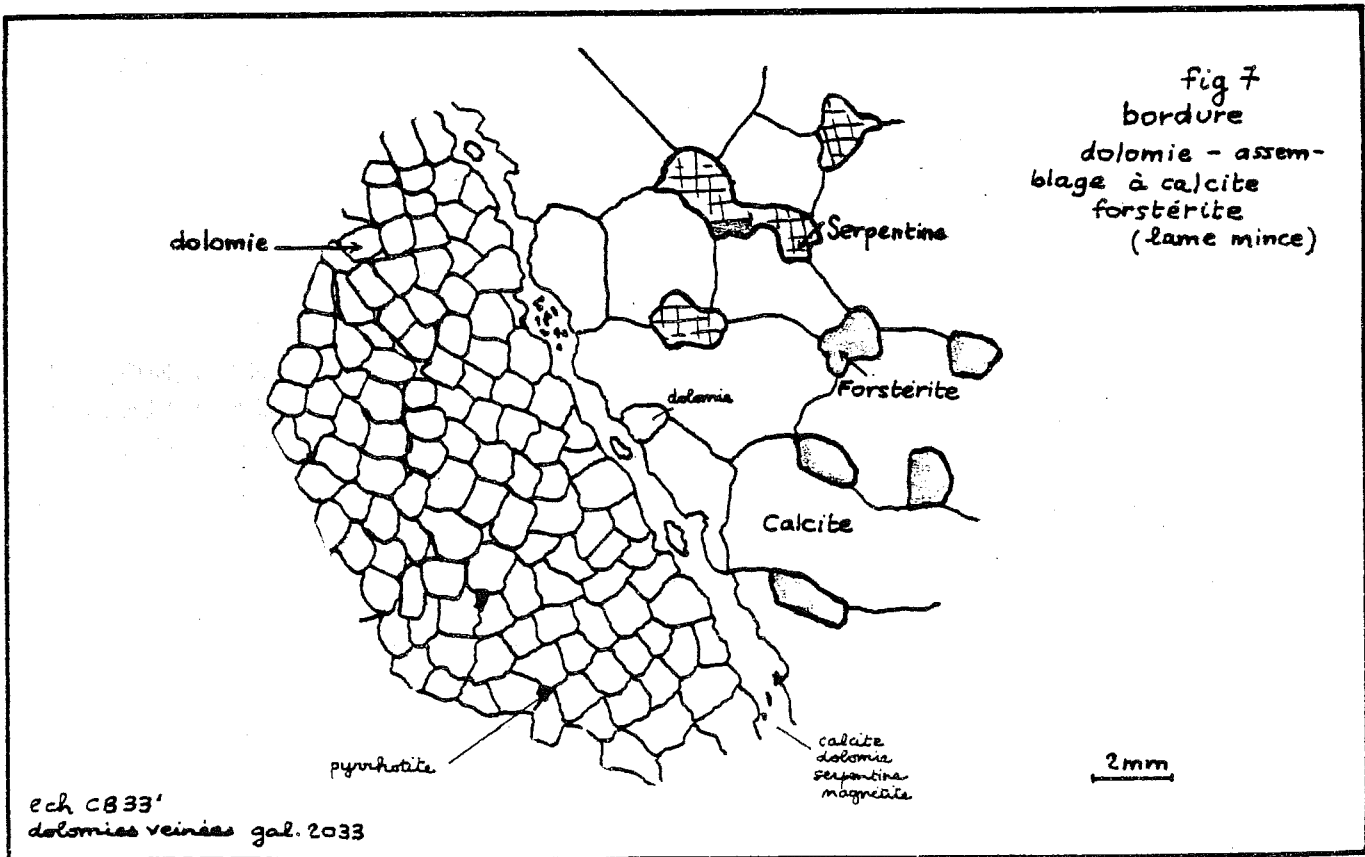 fig 7
bordure
dolomie - assem-
blage à calcite
forstérite
(lame mince)
dolomie
Serpentine
Forstérite
dolomie
Calcite
pyrrhotite
calcite
dolomie
serpentine
magnétite
2mm
ech CB33'
dolomies veinées gal. 2033